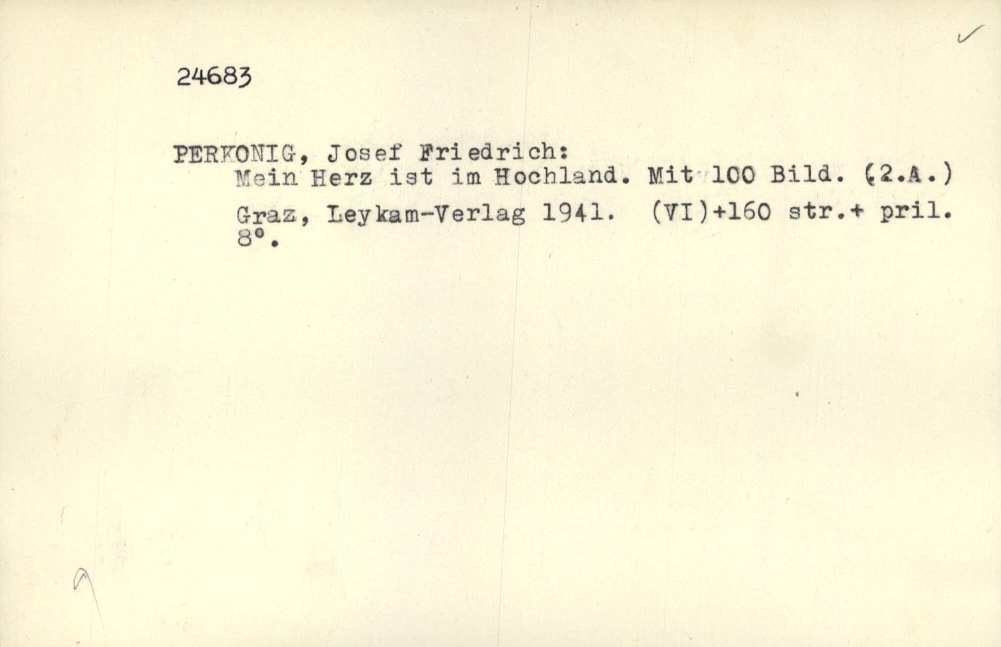 24683
PERKONIG, Josef Friedrich:
Mein Herz ist im Hochland. Mit 100 Bild. (2.A.)
Graz, Leykam-Verlag 1941. (VI)+160 str.+ pril.
8°.